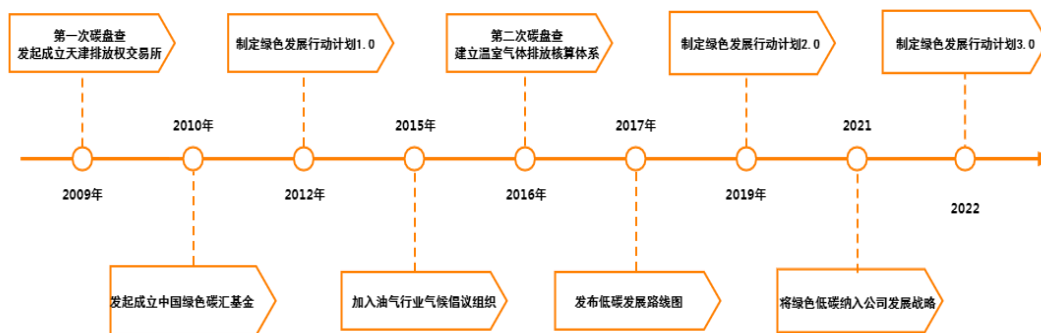 第一次碳盘查
发起成立天津排放权交易所
制定绿色发展行动计划1.0
第二次碳盘查
建立温室气体排放核算体系
制定绿色发展行动计划2.0
制定绿色发展行动计划3.0
2010年
2015年
2017年
2021
2009年
2012年
2016年
2019年
2022
发起成立中国绿色碳汇基金
加入油气行业气候倡议组织
发布低碳发展路线图
将绿色低碳纳入公司发展战略